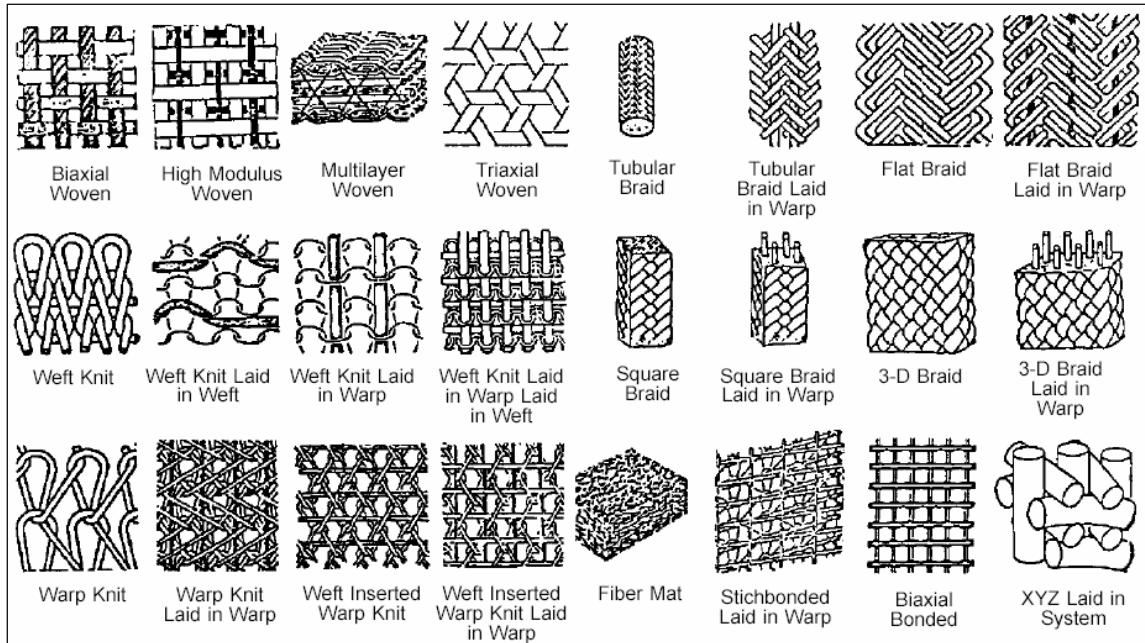 Biaxial
Woven
High Modulus
Woven
Multilayer
Woven
Triaxial
Woven
Tubular
Braid
Tubular
Braid Laid
in Warp
Flat Braid
Flat Braid
Laid in Warp
Weft Knit
Weft Knit Laid
in Weft
Weft Knit Laid
in Warp
Weft Knit Laid
in Warp Laid
in Weft
Square
Braid
Square Braid
Laid in Warp
3-D Braid
3-D Braid
Laid in
Warp
Warp Knit
Warp Knit
Laid in Warp
Weft Inserted
Warp Knit
Weft Inserted
Warp Knit Laid
in Warp
Fiber Mat
Stichbonded
Laid in Warp
Biaxial
Bonded
XYZ Laid in
System